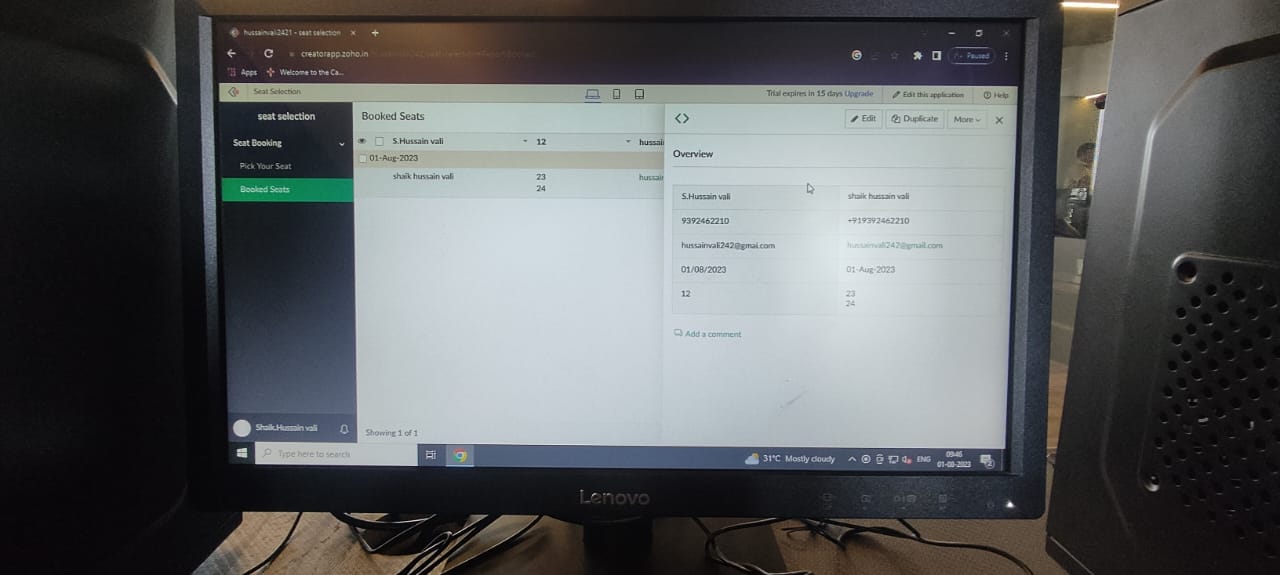 hussainvali2421 - seat selection
creatorapp.zoho.in
Paused
Apps Welcome to the Ca...
Seat Selection Trial expires in 15 days Upgrade Edit this application Help
seat selection
Seat Booking
Pick Your Seat
Booked Seats
Booked Seats
S.Hussain vali 12 hussai
01-Aug-2023
shaik hussain vali 23 hussain
24
Showing 1 of 1
Edit Duplicate More
Overview
S.Hussain vali shaik hussain vali
9392462210 +919392462210
hussainvali242@gmai.com hussainvali242@gmail.com
01/08/2023 01-Aug-2023
12 23
24
Add a comment
Shaik.Hussain vali
Type here to search
31°C Mostly cloudy ENG 09:46
01-08-2023
2
Lenovo